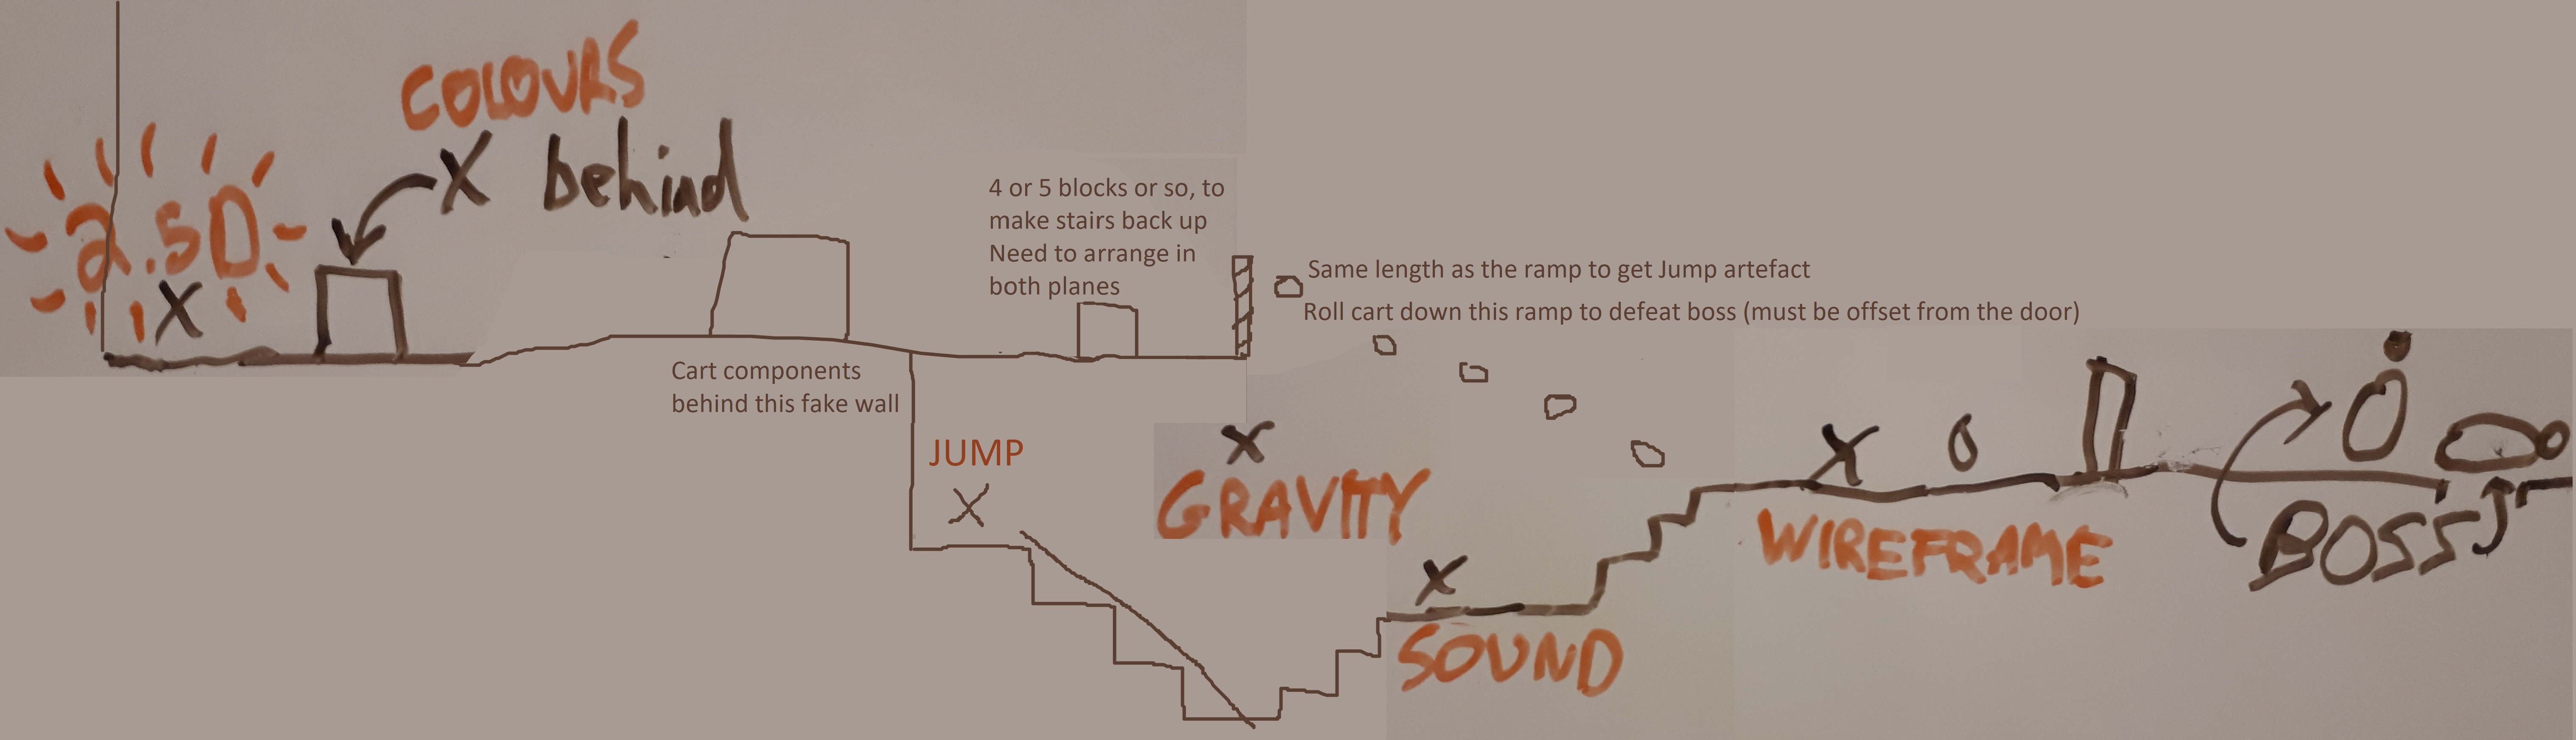 COLOURS
X behind
2.5D
X
4 or 5 blocks or so, to
make stairs back up
Need to arrange in
both planes
Same length as the ramp to get Jump artefact
Roll cart down this ramp to defeat boss (must be offset from the door)
Cart components
behind this fake wall
JUMP
X
X
GRAVITY
X
SOUND
X
WIREFRAME
BOSS